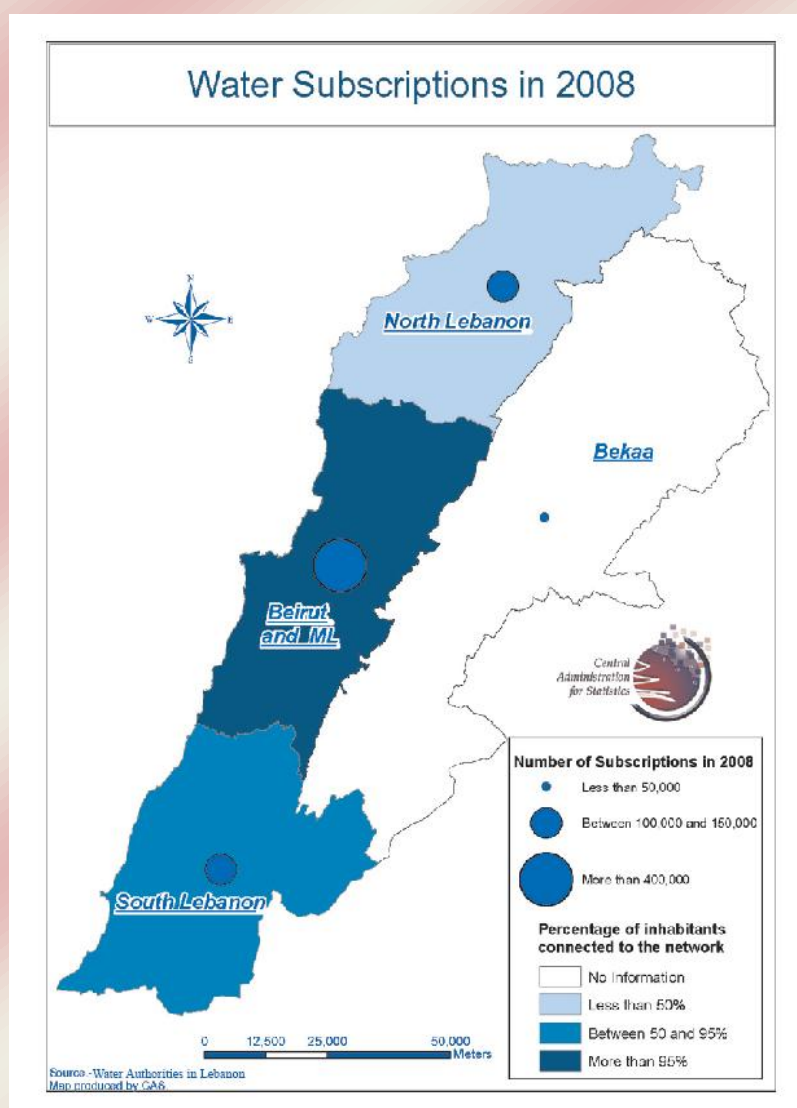 Water Subscriptions in 2008
N
W E
S
North Lebanon
Bekaa
Beirut
and ML
Central
Administration
for Statistics
South Lebanon
Number of Subscriptions in 2008
Less than 50,000
Between 100,000 and 150,000
More than 400,000
Percentage of inhabitants
connected to the network
No Information
Less than 50%
Between 50 and 95%
More than 95%
0 12,500 25,000 50,000
Meters
Source.-Water Authorities in Lebanon
Map produced by CAS